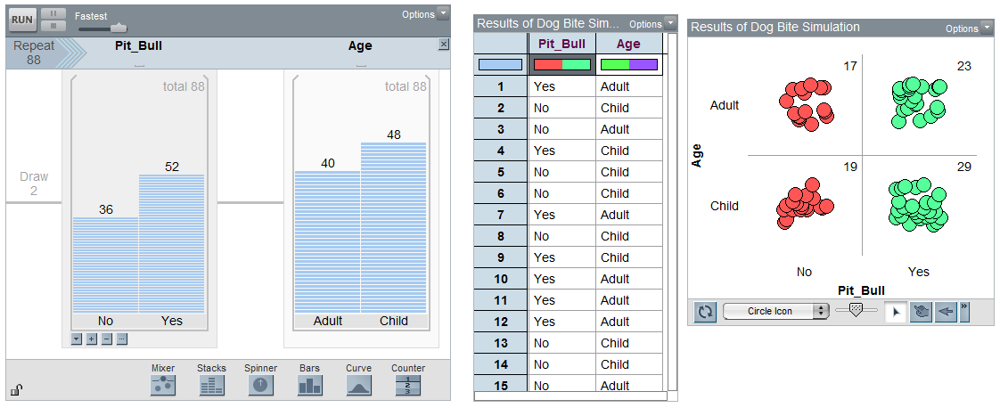 RUN
Fastest
Options
Repeat
88
Pit_Bull
Age
total 88
total 88
Draw
2
36
52
40
48
No
Yes
Adult
Child
Mixer
Stacks
Spinner
Bars
Curve
Counter
1
2
3
Results of Dog Bite Sim... Options
Pit_Bull Age
1 Yes Adult
2 No Child
3 No Adult
4 Yes Child
5 No Child
6 No Child
7 Yes Adult
8 No Child
9 Yes Child
10 Yes Adult
11 Yes Adult
12 Yes Adult
13 No Child
14 No Child
15 No Adult
Results of Dog Bite Simulation Options
17
23
Adult
19
29
Child
Age
No
Yes
Pit_Bull
Circle Icon